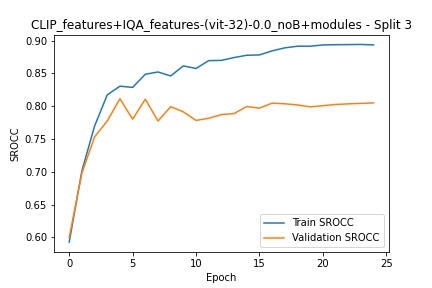 CLIP_features+IQA_features-(vit-32)-0.0_noB+modules - Split 3
0.90
0.85
0.80
0.75
0.70
0.65
0.60
SROCC
0
5
10
15
20
25
Epoch
Train SROCC
Validation SROCC